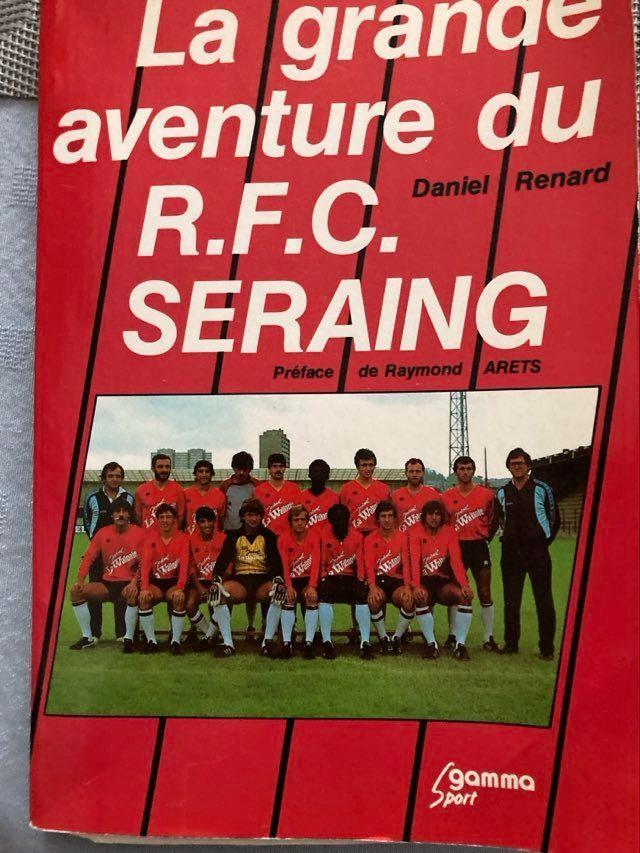 La grande
aventure du
Daniel Renard
R.F.C.
SERAING
Préface de Raymond ARETS
gamma
Sport